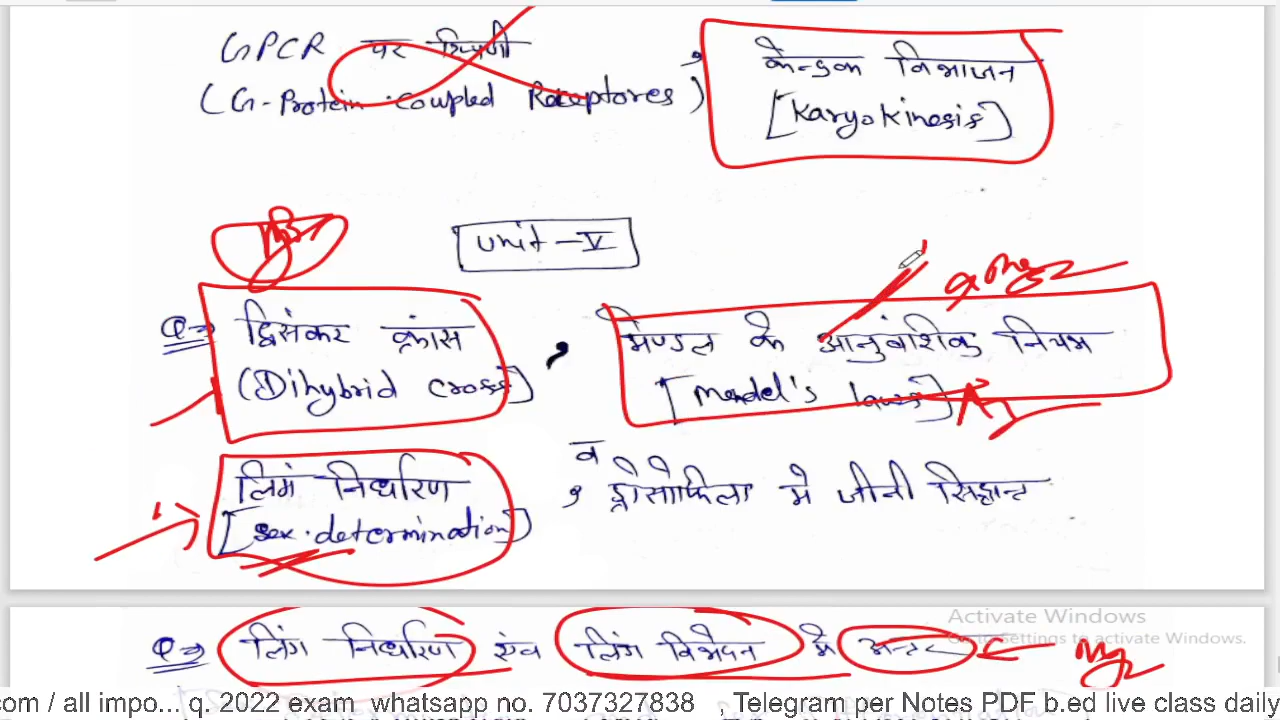 GPCR पर टिप्पणी
(G-Protein-coupled Receptores)
, केन्द्रक विभाजन
[Karyokinesis]
Unit-V
Q⇒ द्विसंकर क्रांस
(Dihybrid cross)
, मेण्डल के आनुवंशिक नियम
[Mendel's laws]
लिंग निर्धारण
[sex.determination]
व
, ड्रोसोफिला मे जीनी सिद्धान्ट
Activate Windows
Go to Settings to activate Windows.
Q⇒ लिंग निर्धारण एंव लिंग विभेदन मे अन्तर
com / all impo... q. 2022 exam whatsapp no. 7037327838 , Telegram per Notes PDF b.ed live class daily